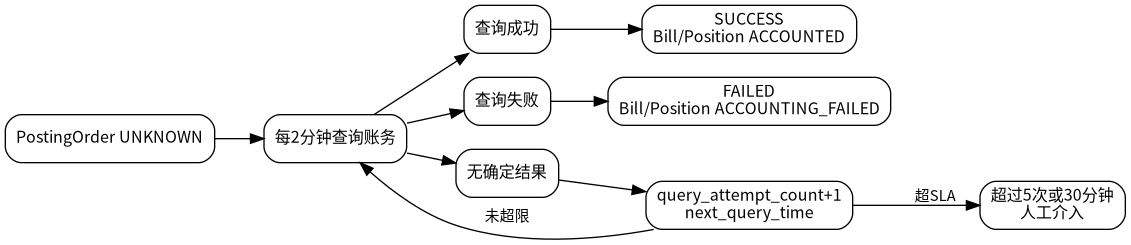 PostingOrder UNKNOWN
每2分钟查询账务
查询成功
SUCCESS
Bill/Position ACCOUNTED
查询失败
FAILED
Bill/Position ACCOUNTING_FAILED
无确定结果
query_attempt_count+1
next_query_time
未超限
超SLA
超过5次或30分钟
人工介入